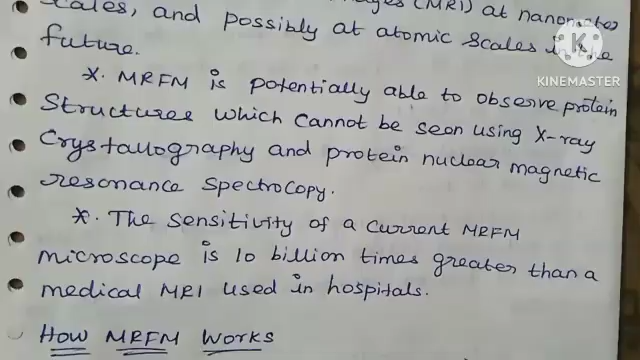 scales, and possibly at atomic scales in the
future.
*. MRFM is potentially able to observe protein
structures which cannot be seen using X-ray
Crystallography and protein nuclear magnetic
resonance spectrocopy.
*. The sensitivity of a current MRFM
microscope is 10 billion times greater than a
medical MRI used in hospitals.
How MRFM Works
KINEMASTER